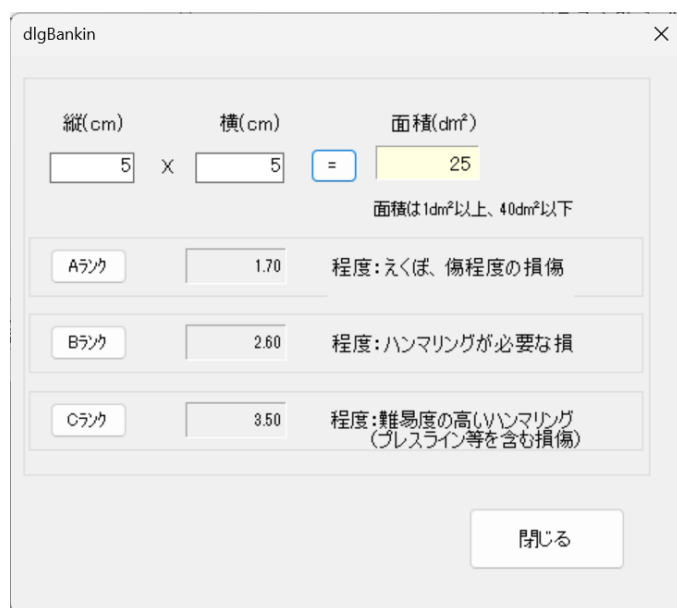 dlgBankin
縦(cm) 横(cm) 面積(dm²)
5 X 5 = 25
面積は1dm²以上、40dm²以下
Aランク 1.70 程度:えくぼ、傷程度の損傷
Bランク 2.60 程度:ハンマリングが必要な損
Cランク 3.50 程度:難易度の高いハンマリング
(プレスライン等を含む損傷)
閉じる